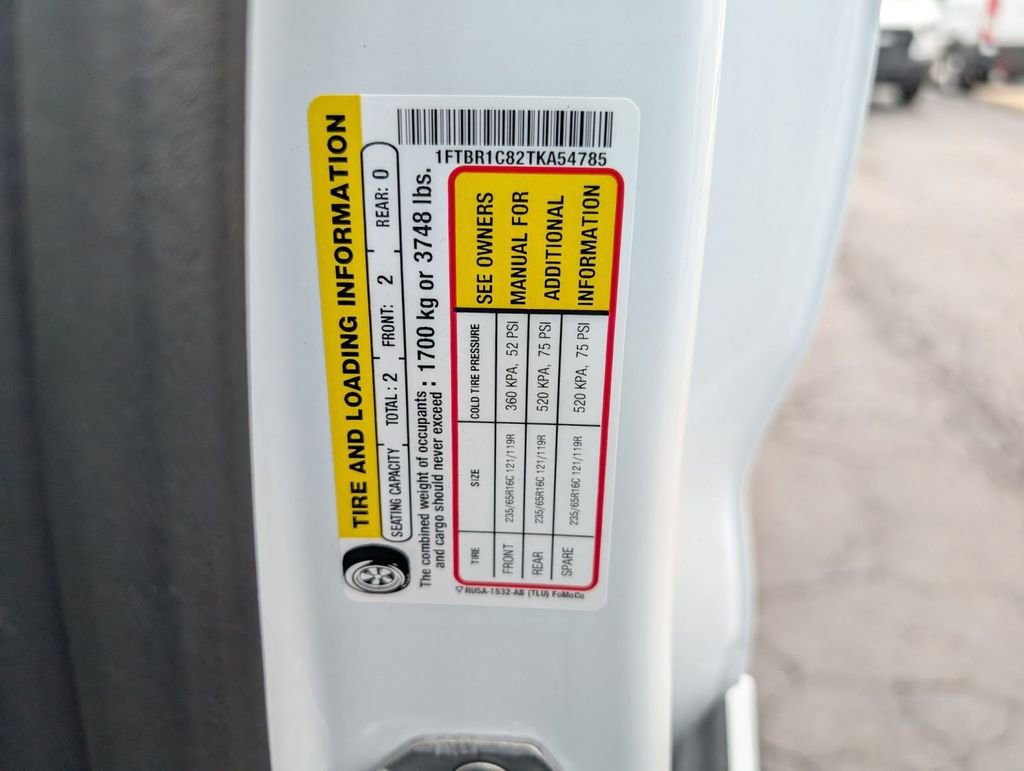 1FTBR1C82TKA54785
TIRE AND LOADING INFORMATION
SEATING CAPACITY TOTAL: 2 FRONT: 2 REAR: 0
The combined weight of occupants
and cargo should never exceed : 1700 kg or 3748 lbs.
TIRE SIZE COLD TIRE PRESSURE
FRONT 235/65R16C 121/119R 360 KPA, 52 PSI
REAR 235/65R16C 121/119R 520 KPA, 75 PSI
SPARE 235/65R16C 121/119R 520 KPA, 75 PSI
SEE OWNERS
MANUAL FOR
ADDITIONAL
INFORMATION
RU5A-1532-AB (TLU) FoMoCo